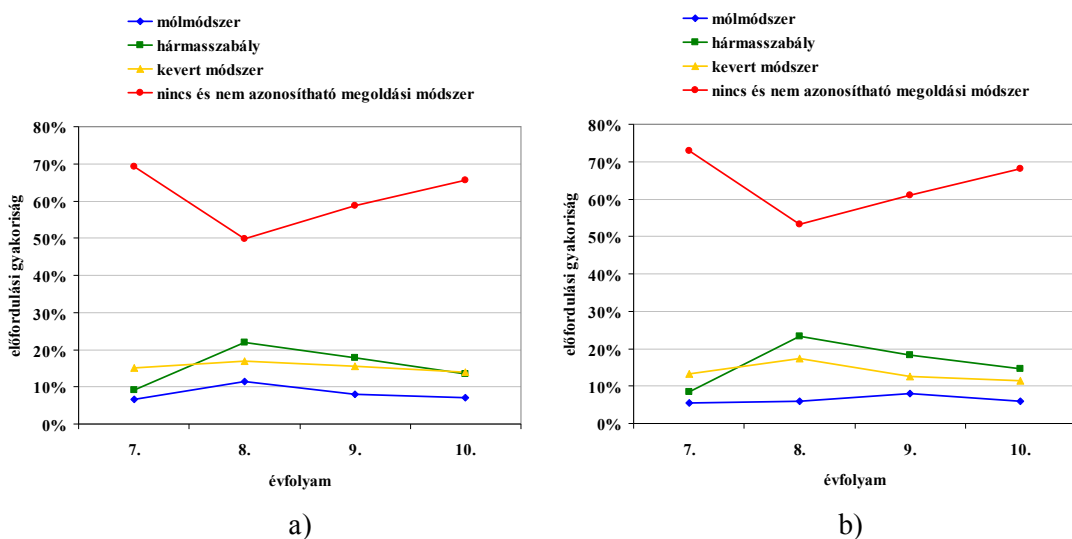 mólmódszer
hármasszabály
kevert módszer
nincs és nem azonosítható megoldási módszer
80%
70%
60%
50%
40%
30%
20%
10%
0%
előfordulási gyakoriság
7. 8. 9. 10.
évfolyam
a)
mólmódszer
hármasszabály
kevert módszer
nincs és nem azonosítható megoldási módszer
80%
70%
60%
50%
40%
30%
20%
10%
0%
előfordulási gyakoriság
7. 8. 9. 10.
évfolyam
b)